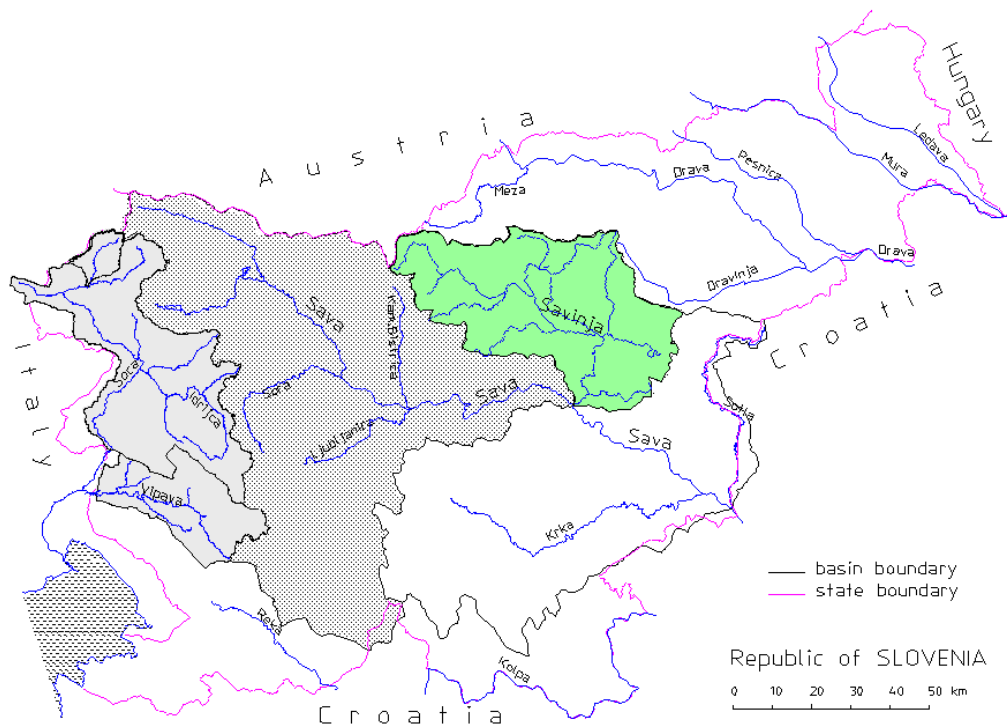 Hungary
Austria
Ledava
Mura
Pesnica
Drava
Meza
Drava
Dravinja
Croatia
Sava
Savinja
Kam.Bistrica
Italy
Soca
Idrijca
Sora
Sava
Ljubljanica
Sotla
Sava
Vipava
Krka
basin boundary
state boundary
Reka
Kolpa
Republic of SLOVENIA
0 10 20 30 40 50 km
Croatia